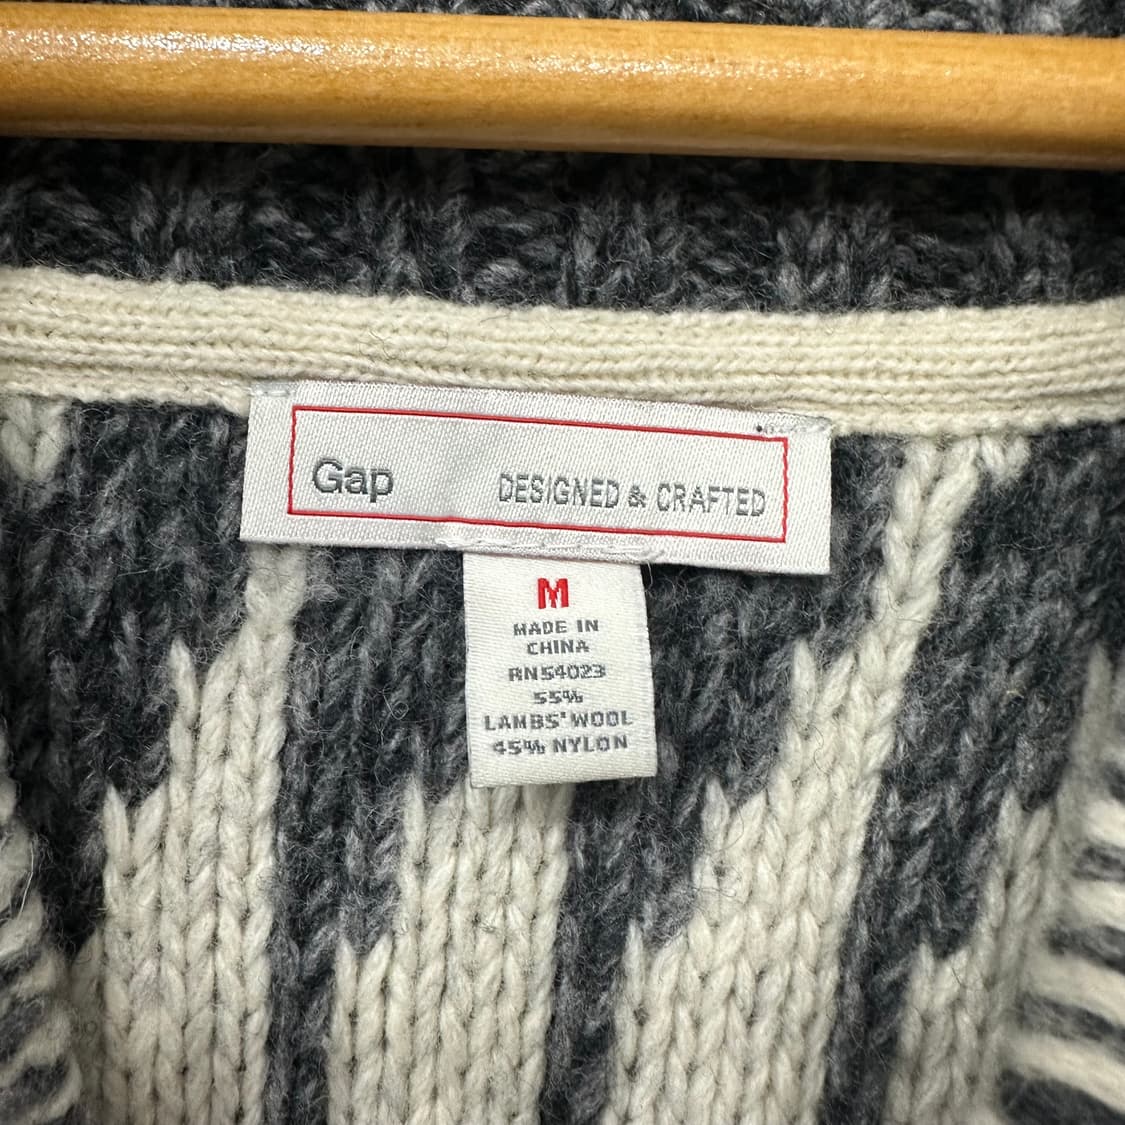 Gap DESIGNED & CRAFTED
M
MADE IN
CHINA
RN54023
55%
LAMBS' WOOL
45% NYLON